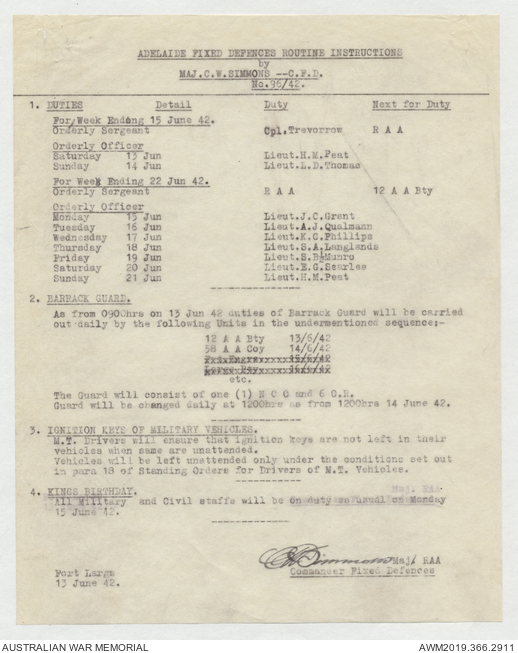 ADELAIDE FIXED DEFENCES ROUTINE INSTRUCTIONS
by
MAJ.C.W.SIMMONS --C.F.D.
No.96/42.
1. DUTIES Detail Duty Next for Duty
For Week Ending 15 June 42.
Orderly Sergeant Cpl.Trevorrow R A A
Orderly Officer
Saturday 13 Jun Lieut.H.M.Peat
Sunday 14 Jun Lieut.L.D.Thomas
For Week Ending 22 Jun 42.
Orderly Sergeant R A A 12 A A Bty
Orderly Officer
Monday 15 Jun Lieut.J.C.Grant
Tuesday 16 Jun Lieut.A.J.Qualmann
Wednesday 17 Jun Lieut.K.C.Phillips
Thursday 18 Jun Lieut.S.A.Langlands
Friday 19 Jun Lieut.S.B.Munro
Saturday 20 Jun Lieut.E.G.Searles
Sunday 21 Jun Lieut.H.M.Peat
2. BARRACK GUARD.
As from 0900hrs on 13 Jun 42 duties of Barrack Guard will be carried
out daily by the following Units in the undermentioned sequence;-
12 A A Bty 13/6/42
58 A A Coy 14/6/42
15/6/42
16/6/42
etc.
The Guard will consist of one (1) N C O and 6 O.R.
Guard will be changed daily at 1200hrs as from 1200hrs 14 June 42.
3. IGNITION KEYS OF MILITARY VEHICLES.
M.T. Drivers will ensure that ignition keys are not left in their
vehicles when same are unattended.
Vehicles will be left unattended only under the conditions set out
in para 18 of Standing Orders for Drivers of M.T. Vehicles.
Maj. RAA
4. KINGS BIRTHDAY.
All Military and Civil staffs will be on duty as usual on Monday
15 June 42.
CWSimmons Maj. RAA
Commander Fixed Defences
Fort Largs
13 June 42.
AUSTRALIAN WAR MEMORIAL AWM2019.366.2911